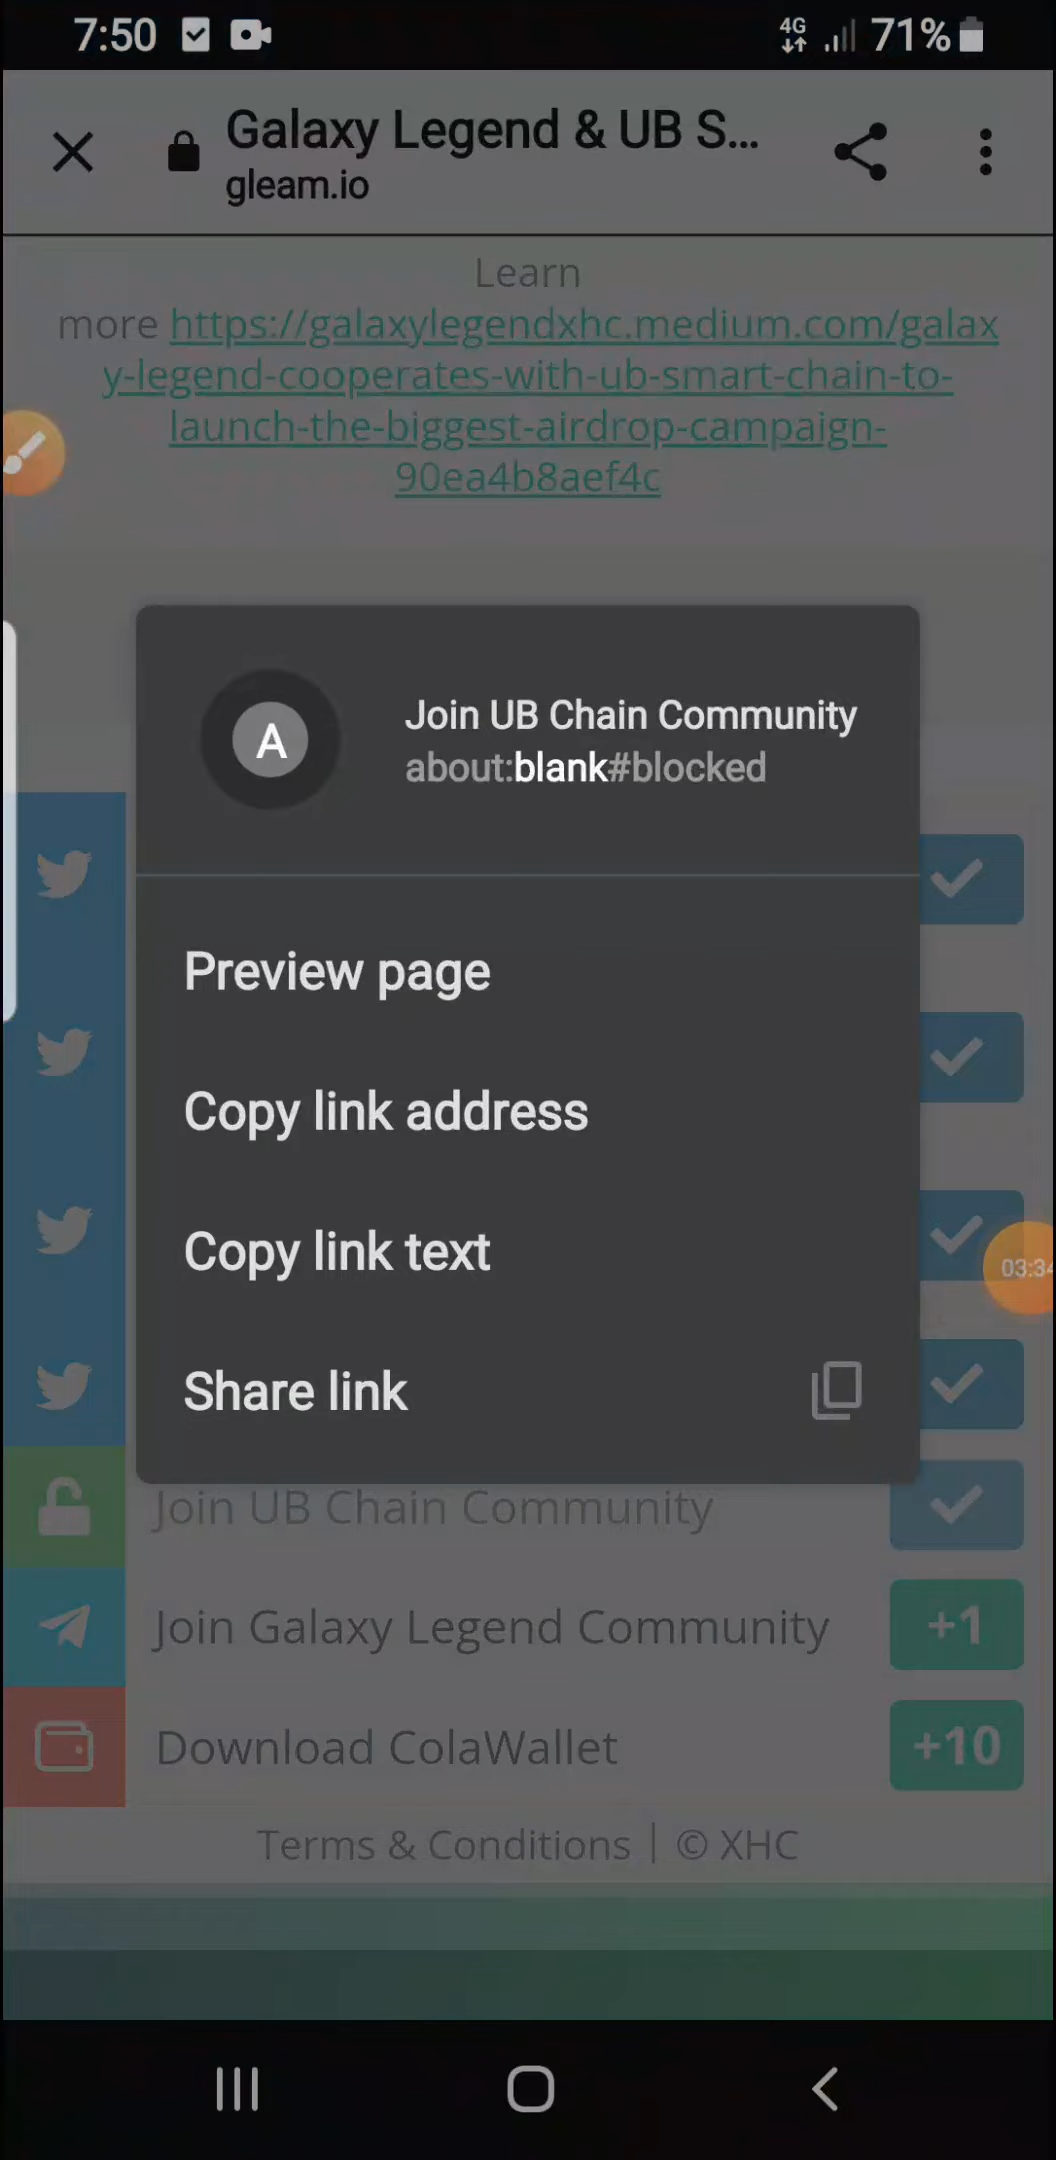 7:50
4G
71%
Galaxy Legend & UB S...
gleam.io
Learn
more https://galaxylegendxhc.medium.com/galax
y-legend-cooperates-with-ub-smart-chain-to-
launch-the-biggest-airdrop-campaign-
90ea4b8aef4c
A
Join UB Chain Community
about:blank#blocked
Preview page
Copy link address
Copy link text
03:34
Share link
Join UB Chain Community
Join Galaxy Legend Community
+1
Download ColaWallet
+10
Terms & Conditions | © XHC